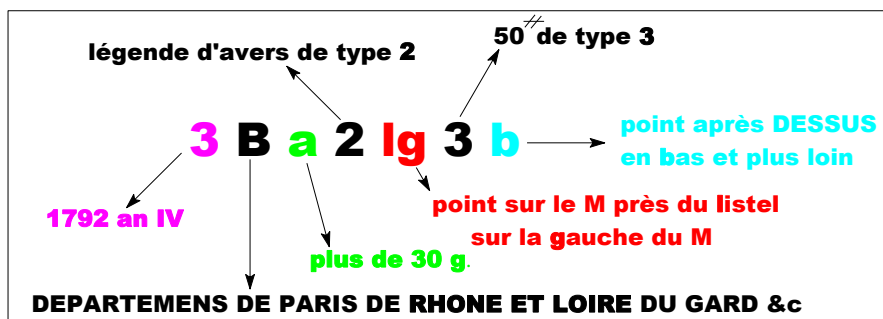 50 // de type 3
légende d'avers de type 2
3 B a 2 lg 3 b
point après DESSUS
en bas et plus loin
1792 an IV
point sur le M près du listel
sur la gauche du M
plus de 30 g.
DEPARTEMENS DE PARIS DE RHONE ET LOIRE DU GARD &c